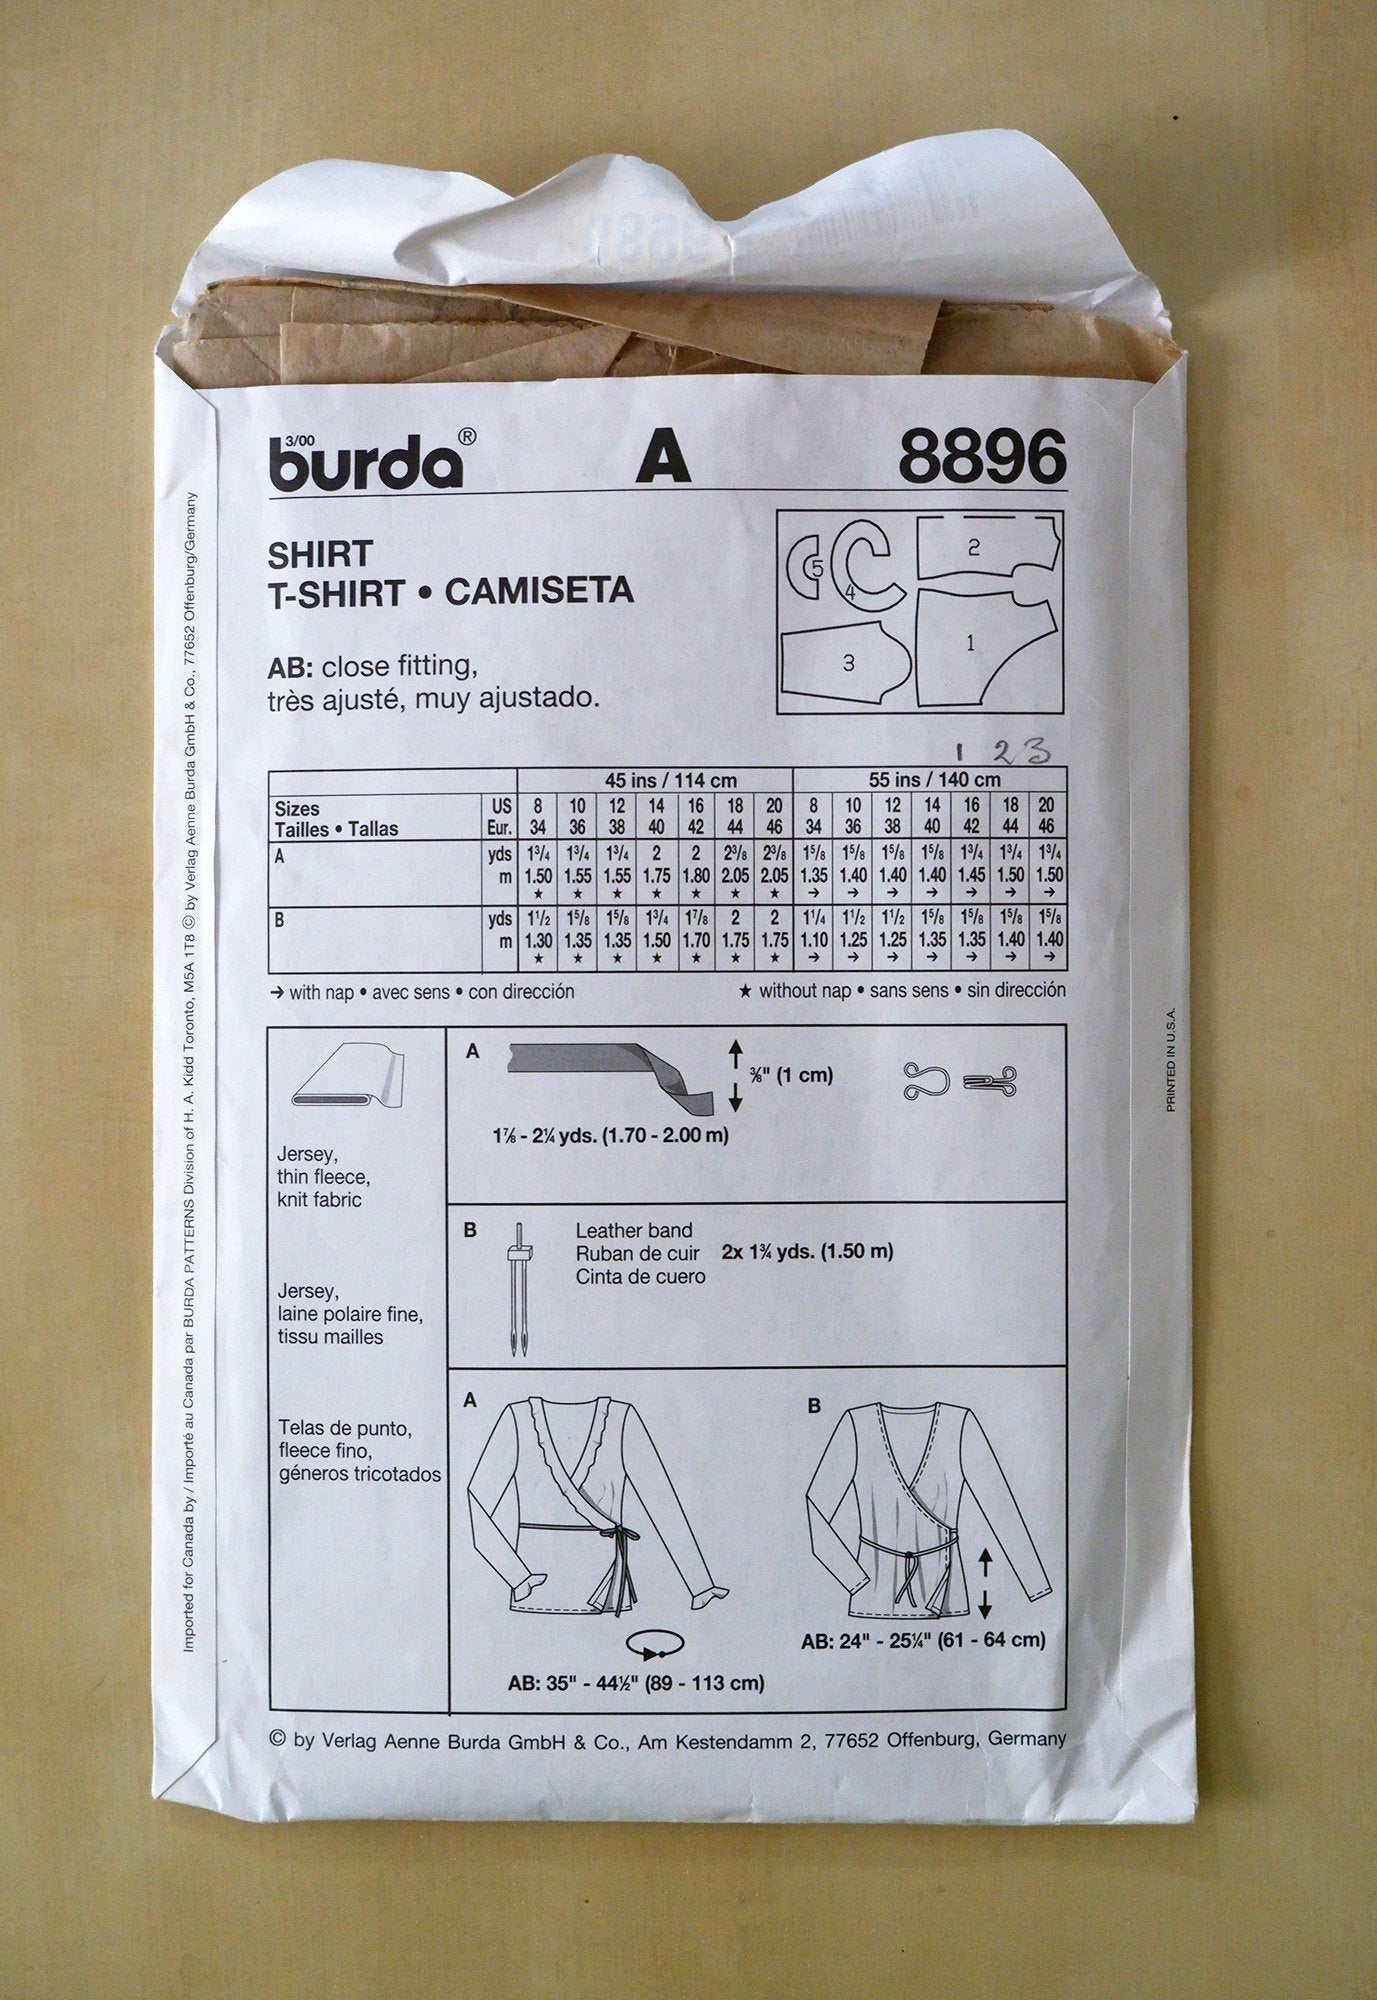 3/00
burda® A 8896
SHIRT
T-SHIRT • CAMISETA
AB: close fitting,
très ajusté, muy ajustado.
5 4 2
3 1
1 2 3
45 ins / 114 cm 55 ins / 140 cm
Sizes US 8 10 12 14 16 18 20 8 10 12 14 16 18 20
Tailles • Tallas Eur. 34 36 38 40 42 44 46 34 36 38 40 42 44 46
A yds 1¾ 1¾ 1¾ 2 2 2⅜ 2⅜ 1⅝ 1⅝ 1⅝ 1⅝ 1¾ 1¾ 1¾
m 1.50 1.55 1.55 1.75 1.80 2.05 2.05 1.35 1.40 1.40 1.40 1.45 1.50 1.50
★ ★ ★ ★ ★ ★ ★ → → → → → → →
B yds 1½ 1⅝ 1⅝ 1¾ 1⅞ 2 2 1¼ 1½ 1½ 1⅝ 1⅝ 1⅝ 1⅝
m 1.30 1.35 1.35 1.50 1.70 1.75 1.75 1.10 1.25 1.25 1.35 1.35 1.40 1.40
★ ★ ★ ★ ★ ★ ★ → → → → → → →
→ with nap • avec sens • con dirección ★ without nap • sans sens • sin dirección
Jersey,
thin fleece,
knit fabric
Jersey,
laine polaire fine,
tissu mailles
Telas de punto,
fleece fino,
géneros tricotados
A
⅜" (1 cm)
1⅞ - 2¼ yds. (1.70 - 2.00 m)
B
Leather band
Ruban de cuir 2x 1¾ yds. (1.50 m)
Cinta de cuero
A B
AB: 24" - 25¼" (61 - 64 cm)
AB: 35" - 44½" (89 - 113 cm)
© by Verlag Aenne Burda GmbH & Co., Am Kestendamm 2, 77652 Offenburg, Germany
Imported for Canada by / Importé au Canada par BURDA PATTERNS Division of H. A. Kidd Toronto, M5A 1T8 © by Verlag Aenne Burda GmbH & Co., 77652 Offenburg/Germany
PRINTED IN U.S.A.